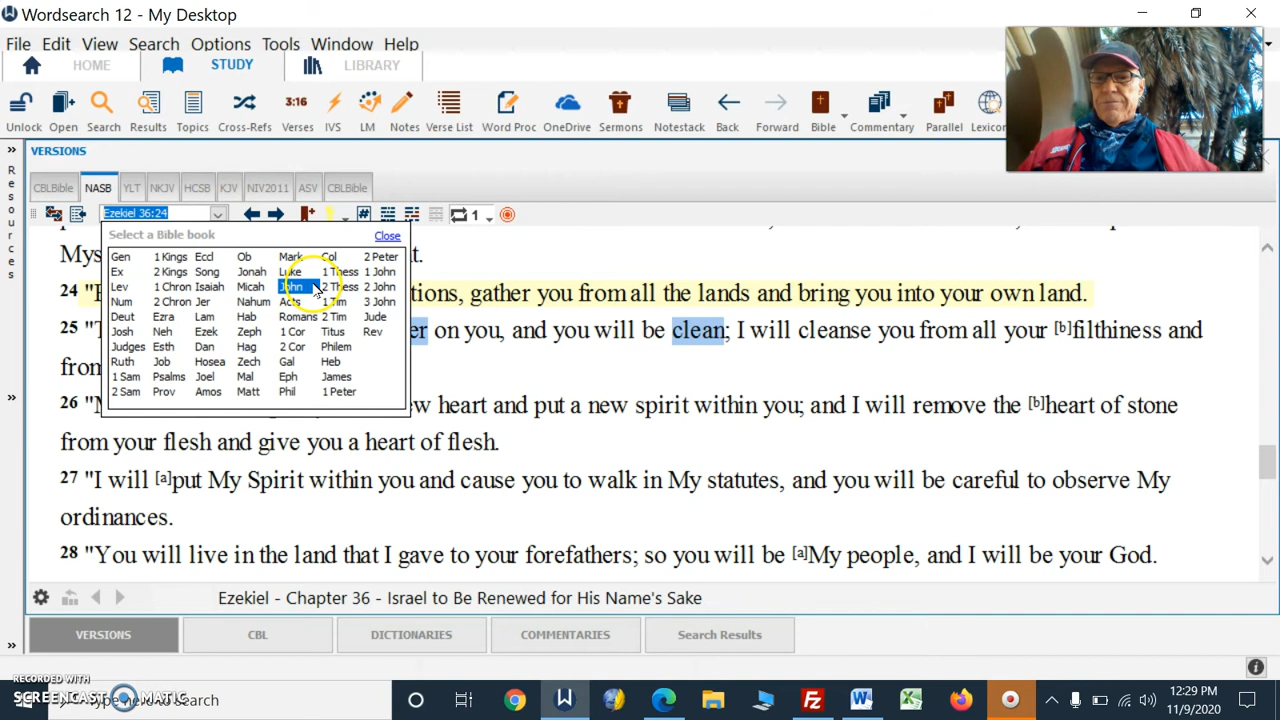 Wordsearch 12 - My Desktop
File Edit View Search Options Tools Window Help
HOME STUDY LIBRARY
3:16
Unlock Open Search Results Topics Cross-Refs Verses IVS LM Notes Verse List Word Proc OneDrive Sermons Notestack Back Forward Bible Commentary Parallel Lexicon
VERSIONS
Resources
CBLBible NASB YLT NKJV HCSB KJV NIV2011 ASV CBLBible
Ezekiel 36:24 # 1
Select a Bible book Close
Gen 1 Kings Eccl Ob Mark Col 2 Peter
Ex 2 Kings Song Jonah Luke 1 Thess 1 John
Lev 1 Chron Isaiah Micah John 2 Thess 2 John
Num 2 Chron Jer Nahum Acts 1 Tim 3 John
Deut Ezra Lam Hab Romans 2 Tim Jude
Josh Neh Ezek Zeph 1 Cor Titus Rev
Judges Esth Dan Hag 2 Cor Philem
Ruth Job Hosea Zech Gal Heb
1 Sam Psalms Joel Mal Eph James
2 Sam Prov Amos Matt Phil 1 Peter
24 tions, gather you from all the lands and bring you into your own land.
25 on you, and you will be clean; I will cleanse you from all your [b]filthiness and
26 heart and put a new spirit within you; and I will remove the [b]heart of stone
from your flesh and give you a heart of flesh.
27 "I will [a]put My Spirit within you and cause you to walk in My statutes, and you will be careful to observe My
ordinances.
28 "You will live in the land that I gave to your forefathers; so you will be [a]My people, and I will be your God.
Ezekiel - Chapter 36 - Israel to Be Renewed for His Name's Sake
VERSIONS CBL DICTIONARIES COMMENTARIES Search Results
RECORDED WITH
SCREENCAST MATIC
Type here to search
12:29 PM
11/9/2020